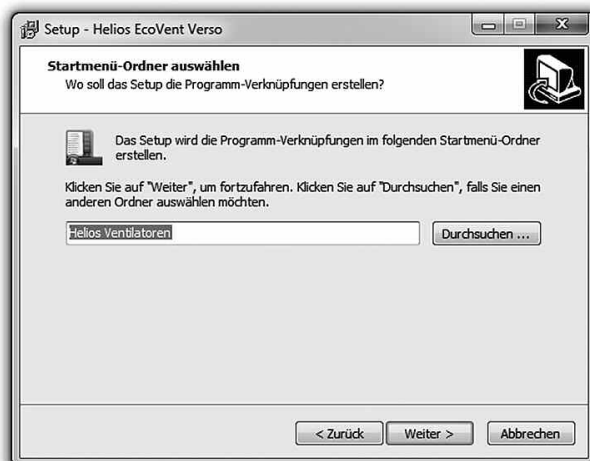 Setup - Helios EcoVent Verso
Startmenü-Ordner auswählen
Wo soll das Setup die Programm-Verknüpfungen erstellen?
Das Setup wird die Programm-Verknüpfungen im folgenden Startmenü-Ordner
erstellen.
Klicken Sie auf "Weiter", um fortzufahren. Klicken Sie auf "Durchsuchen", falls Sie einen
anderen Ordner auswählen möchten.
Helios Ventilatoren
Durchsuchen ...
< Zurück
Weiter >
Abbrechen